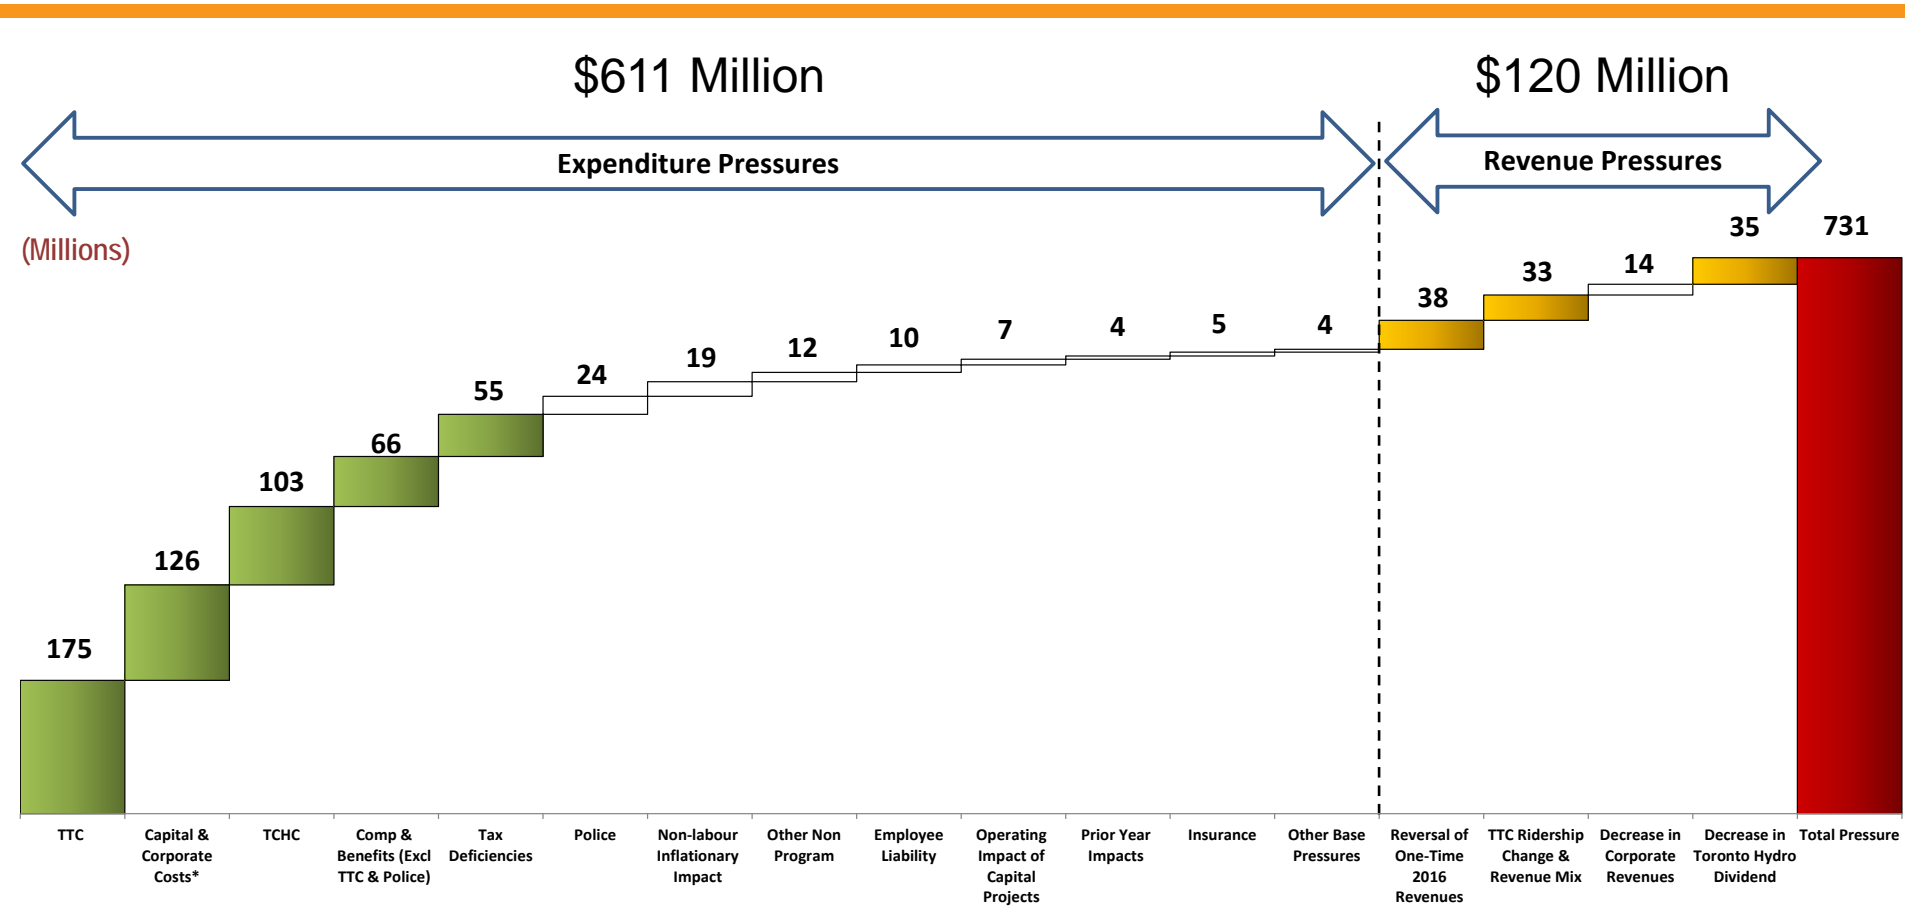 $611 Million
$120 Million
Expenditure Pressures
Revenue Pressures
(Millions)
175
126
103
66
55
24
19
12
10
7
4
5
4
38
33
14
35
731
TTC
Capital &
Corporate
Costs*
TCHC
Comp &
Benefits (Excl
TTC & Police)
Tax
Deficiencies
Police
Non-labour
Inflationary
Impact
Other Non
Program
Employee
Liability
Operating
Impact of
Capital
Projects
Prior Year
Impacts
Insurance
Other Base
Pressures
Reversal of
One-Time
2016
Revenues
TTC Ridership
Change &
Revenue Mix
Decrease in
Corporate
Revenues
Decrease in
Toronto Hydro
Dividend
Total Pressure